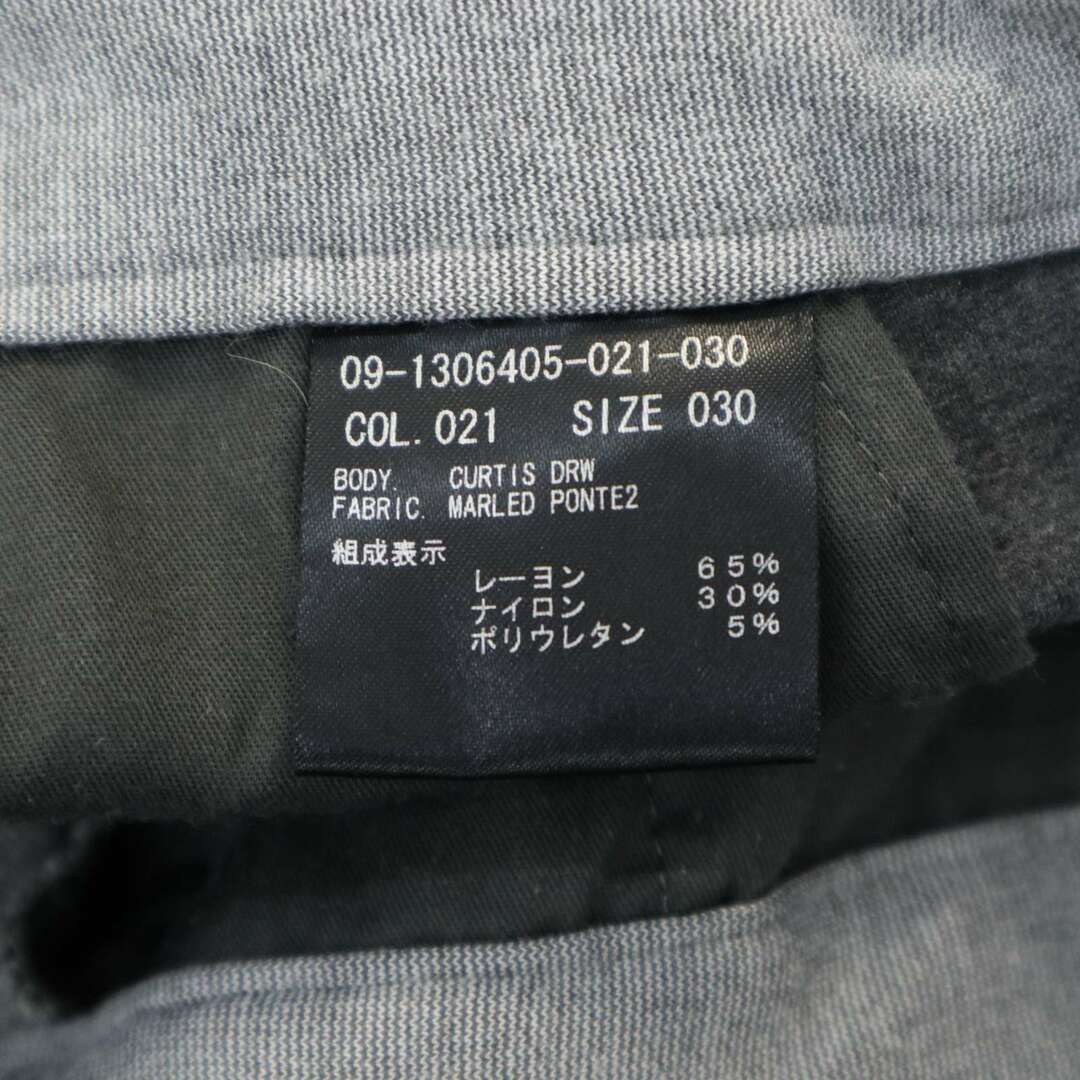 09-1306405-021-030
COL.021 SIZE 030
BODY. CURTIS DRW
FABRIC. MARLED PONTE2
組成表示
レーヨン 65%
ナイロン 30%
ポリウレタン 5%